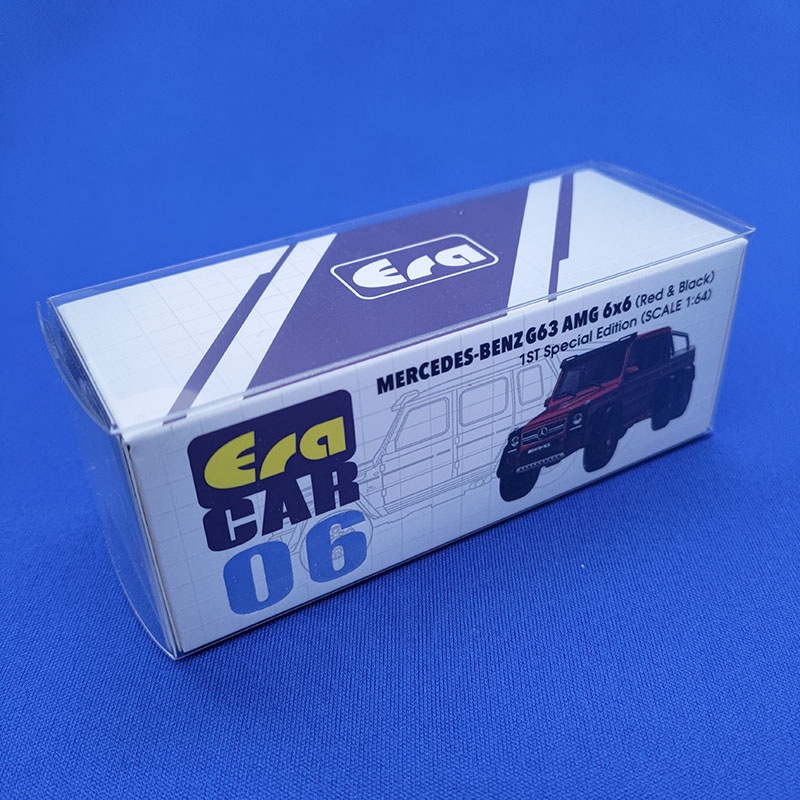 Era
MERCEDES-BENZ G63 AMG 6x6 (Red & Black)
1ST Special Edition (SCALE 1:64)
Era
CAR
06